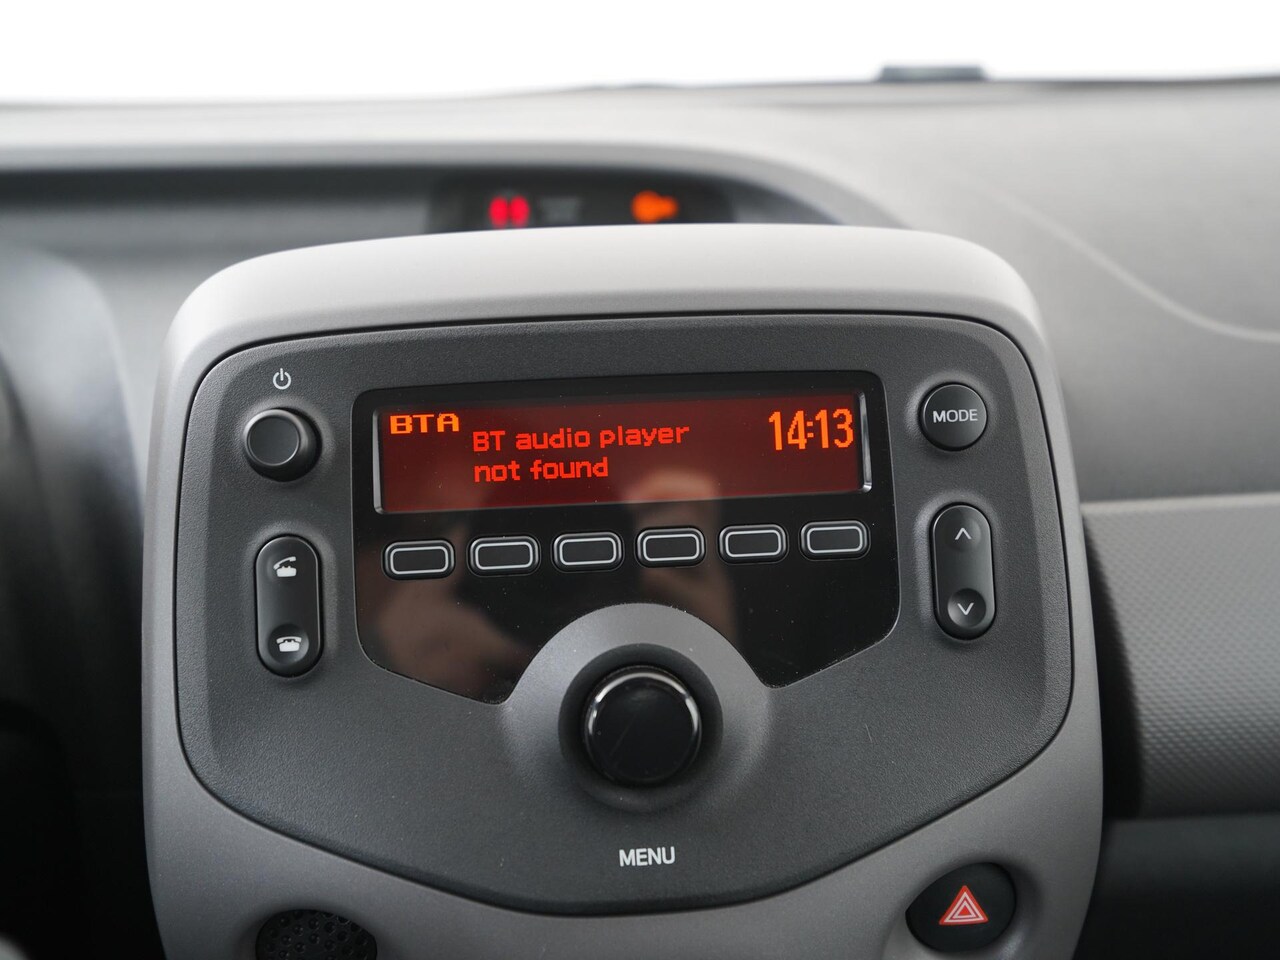 BTA
BT audio player
not found
14:13
MODE
MENU